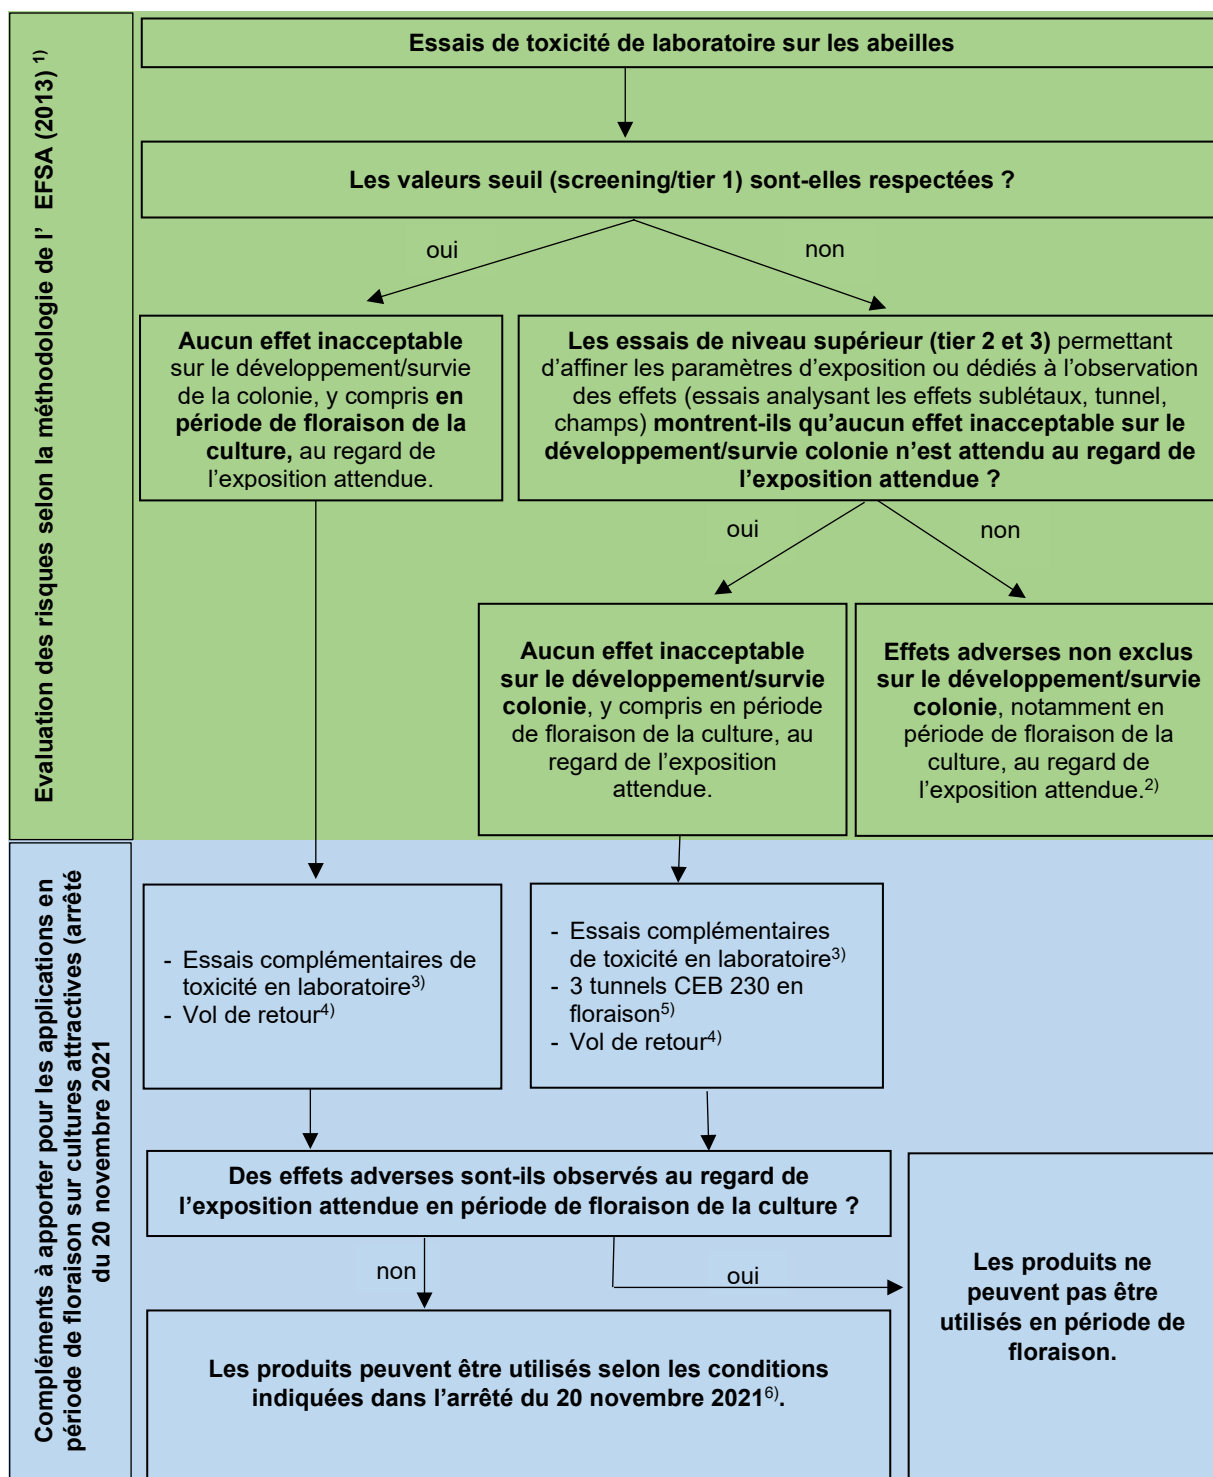 Evaluation des risques selon la méthodologie de l' EFSA (2013) 1)
Essais de toxicité de laboratoire sur les abeilles
Les valeurs seuil (screening/tier 1) sont-elles respectées ?
oui
non
Aucun effet inacceptable
sur le développement/survie
de la colonie, y compris en
période de floraison de la
culture, au regard de
l'exposition attendue.
Les essais de niveau supérieur (tier 2 et 3) permettant
d'affiner les paramètres d'exposition ou dédiés à l'observation
des effets (essais analysant les effets sublétaux, tunnel,
champs) montrent-ils qu'aucun effet inacceptable sur le
développement/survie colonie n'est attendu au regard de
l'exposition attendue ?
oui
non
Aucun effet inacceptable
sur le développement/survie
colonie, y compris en période
de floraison de la culture, au
regard de l'exposition
attendue.
Effets adverses non exclus
sur le développement/survie
colonie, notamment en
période de floraison de la
culture, au regard de
l'exposition attendue.2)
Compléments à apporter pour les applications en
période de floraison sur cultures attractives (arrêté
du 20 novembre 2021
- Essais complémentaires de
toxicité en laboratoire3)
- Vol de retour4)
- Essais complémentaires
de toxicité en laboratoire3)
- 3 tunnels CEB 230 en
floraison5)
- Vol de retour4)
Des effets adverses sont-ils observés au regard de
l'exposition attendue en période de floraison de la culture ?
non
oui
Les produits ne
peuvent pas être
utilisés en période de
floraison.
Les produits peuvent être utilisés selon les conditions
indiquées dans l'arrêté du 20 novembre 20216).